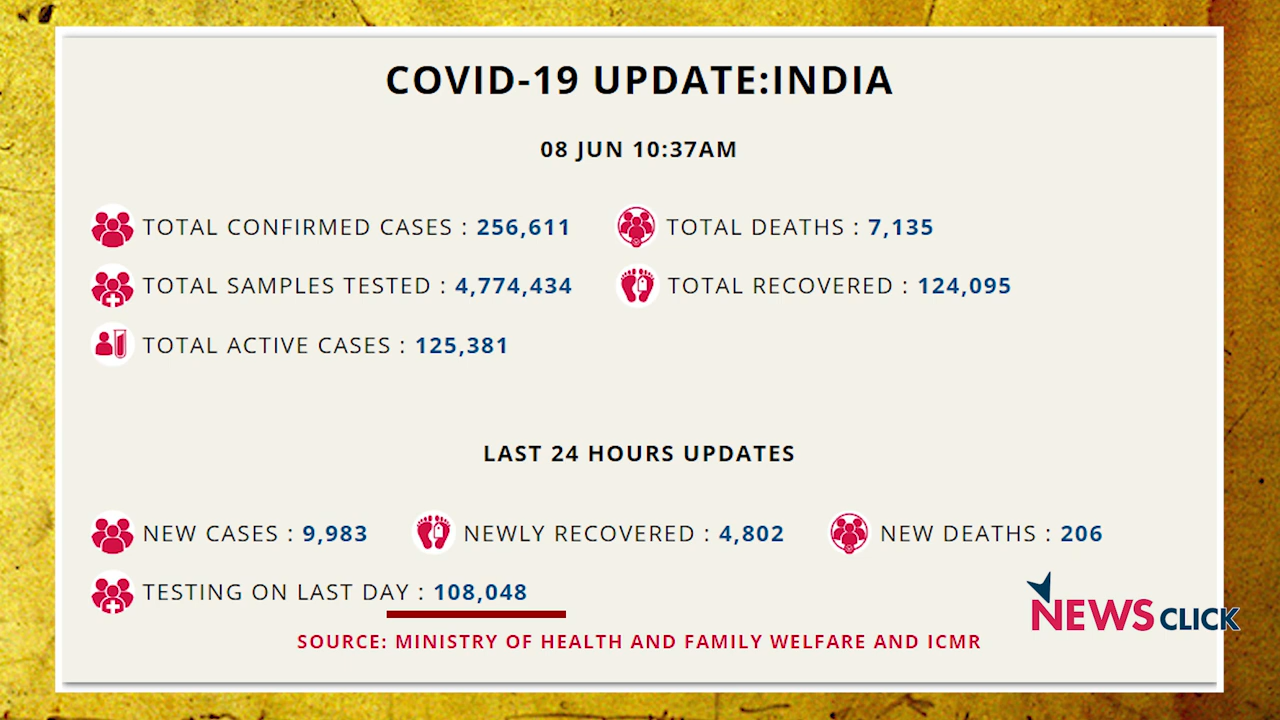 COVID-19 UPDATE:INDIA
08 JUN 10:37AM
TOTAL CONFIRMED CASES : 256,611 TOTAL DEATHS : 7,135
TOTAL SAMPLES TESTED : 4,774,434 TOTAL RECOVERED : 124,095
TOTAL ACTIVE CASES : 125,381
LAST 24 HOURS UPDATES
NEW CASES : 9,983 NEWLY RECOVERED : 4,802 NEW DEATHS : 206
TESTING ON LAST DAY : 108,048
NEWSCLICK
SOURCE: MINISTRY OF HEALTH AND FAMILY WELFARE AND ICMR